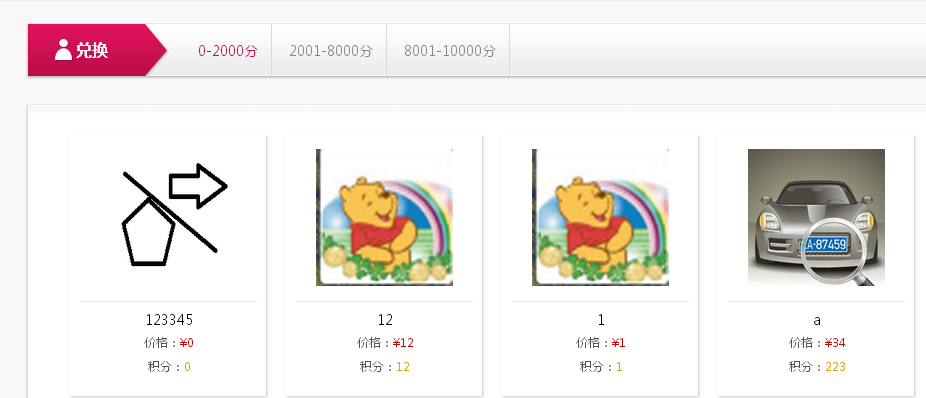 兑换
0-2000分
2001-8000分
8001-10000分
A·87459
123345
价格：¥0
积分：0
12
价格：¥12
积分：12
1
价格：¥1
积分：1
a
价格：¥34
积分：223